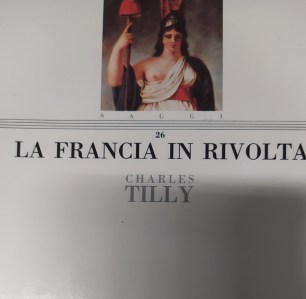 SAGGI
26
LA FRANCIA IN RIVOLTA
CHARLES
TILLY